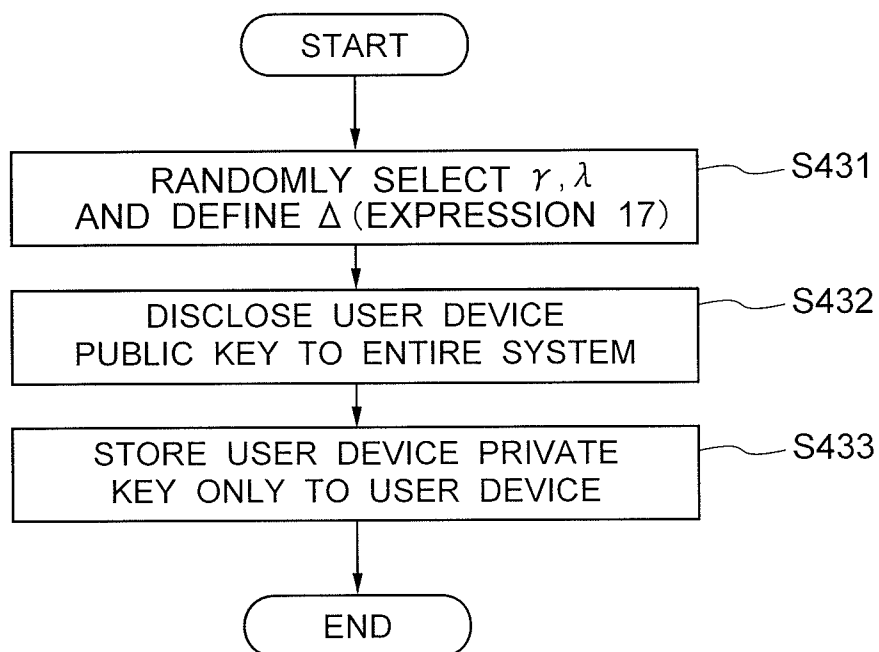 START
RANDOMLY SELECT γ, λ
AND DEFINE Δ (EXPRESSION 17)
S431
DISCLOSE USER DEVICE
PUBLIC KEY TO ENTIRE SYSTEM
S432
STORE USER DEVICE PRIVATE
KEY ONLY TO USER DEVICE
S433
END